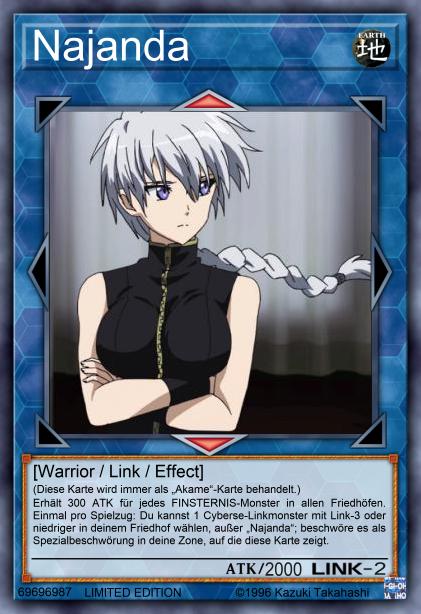 Najanda
EARTH
地
[Warrior / Link / Effect]
(Diese Karte wird immer als „Akame“-Karte behandelt.)
Erhält 300 ATK für jedes FINSTERNIS-Monster in allen Friedhöfen.
Einmal pro Spielzug: Du kannst 1 Cyberse-Linkmonster mit Link-3 oder
niedriger in deinem Friedhof wählen, außer „Najanda“; beschwöre es als
Spezialbeschwörung in deine Zone, auf die diese Karte zeigt.
ATK/2000 LINK-2
69696987 LIMITED EDITION ©1996 Kazuki Takahashi